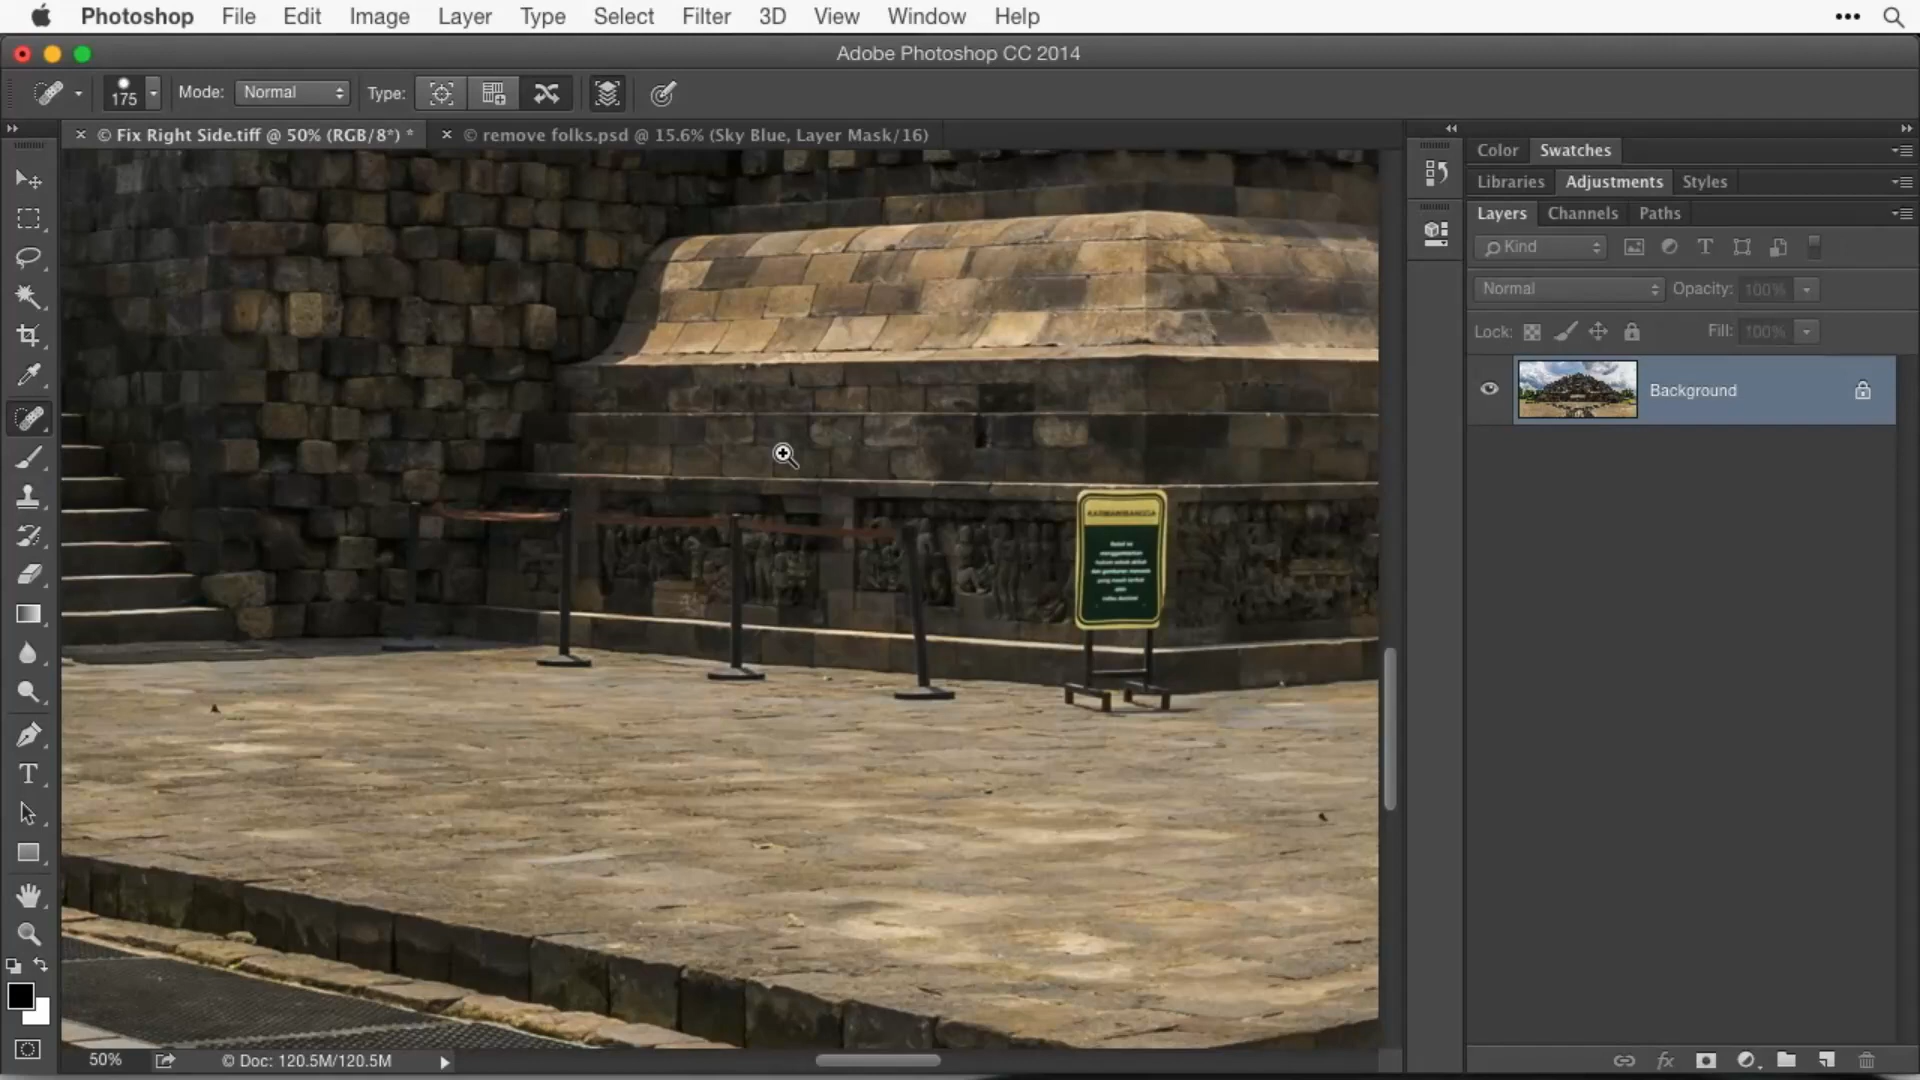 Photoshop File Edit Image Layer Type Select Filter 3D View Window Help
Adobe Photoshop CC 2014
175 Mode: Normal Type:
© Fix Right Side.tiff @ 50% (RGB/8*) *
© remove folks.psd @ 15.6% (Sky Blue, Layer Mask/16)
Color Swatches
Libraries Adjustments Styles
Layers Channels Paths
Kind
Normal Opacity: 100%
Lock: Fill: 100%
Background
50% © Doc: 120.5M/120.5M